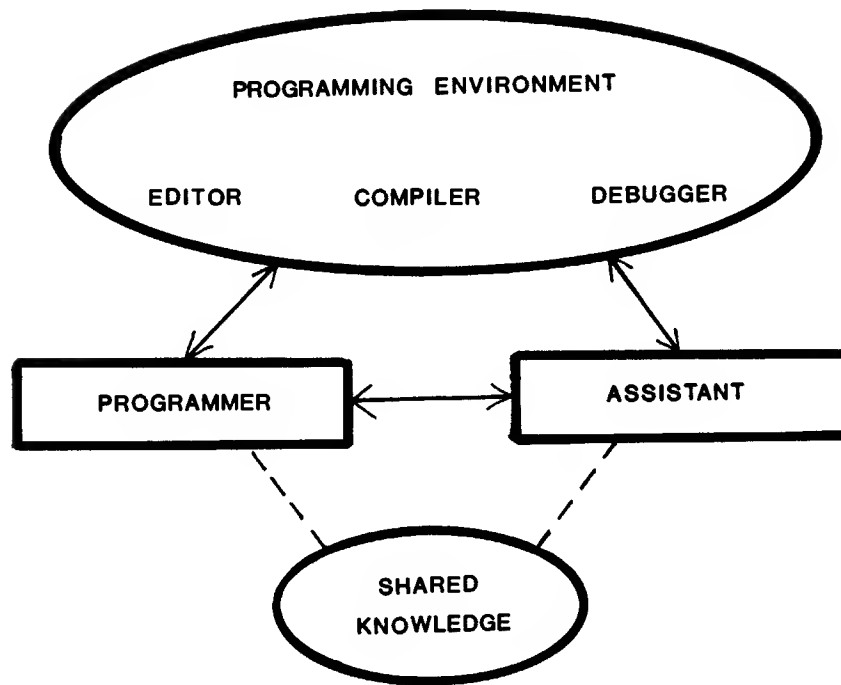 PROGRAMMING ENVIRONMENT
EDITOR COMPILER DEBUGGER
PROGRAMMER
ASSISTANT
SHARED
KNOWLEDGE